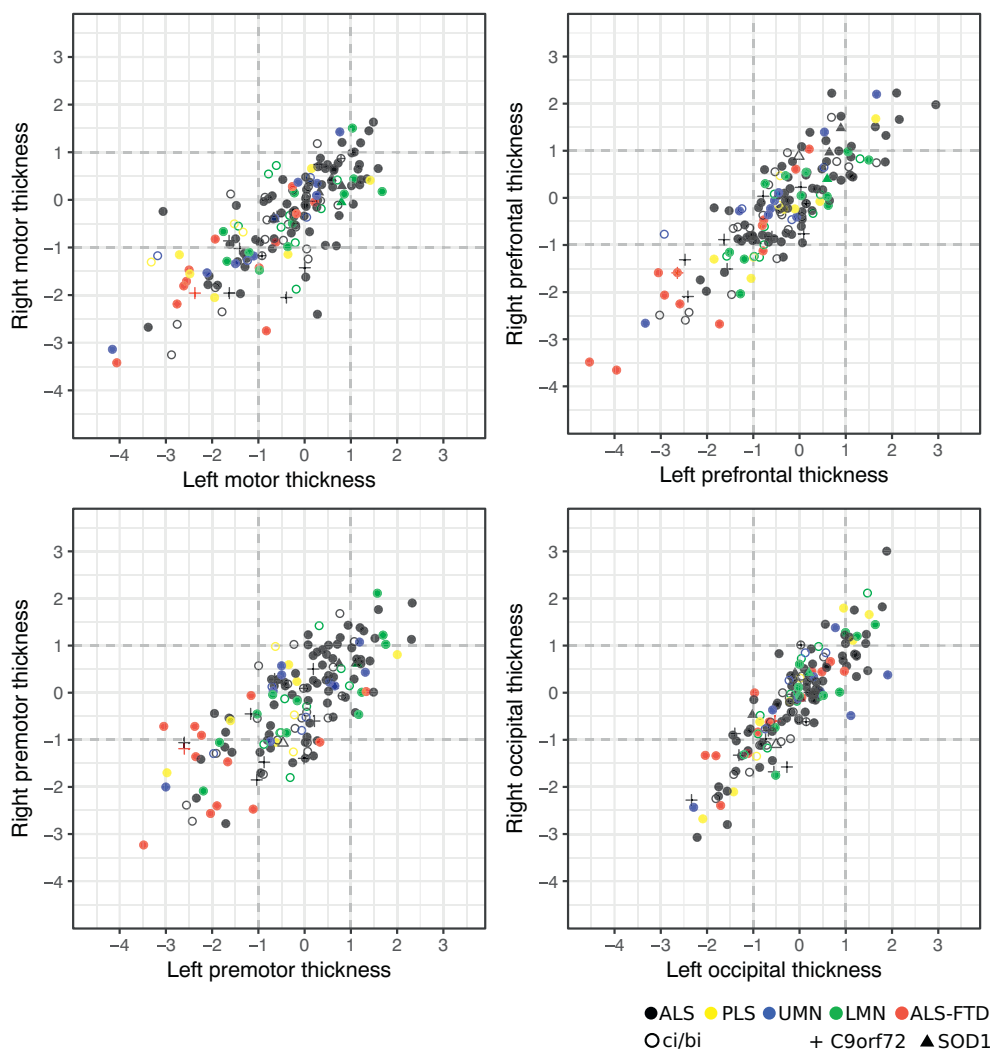 3
2
1
0
−1
−2
−3
−4
Right motor thickness
−4 −3 −2 −1 0 1 2 3
Left motor thickness
3
2
1
0
−1
−2
−3
−4
Right prefrontal thickness
−4 −3 −2 −1 0 1 2 3
Left prefrontal thickness
3
2
1
0
−1
−2
−3
−4
Right premotor thickness
−4 −3 −2 −1 0 1 2 3
Left premotor thickness
3
2
1
0
−1
−2
−3
−4
Right occipital thickness
−4 −3 −2 −1 0 1 2 3
Left occipital thickness
ALS PLS UMN LMN ALS-FTD
ci/bi + C9orf72 SOD1